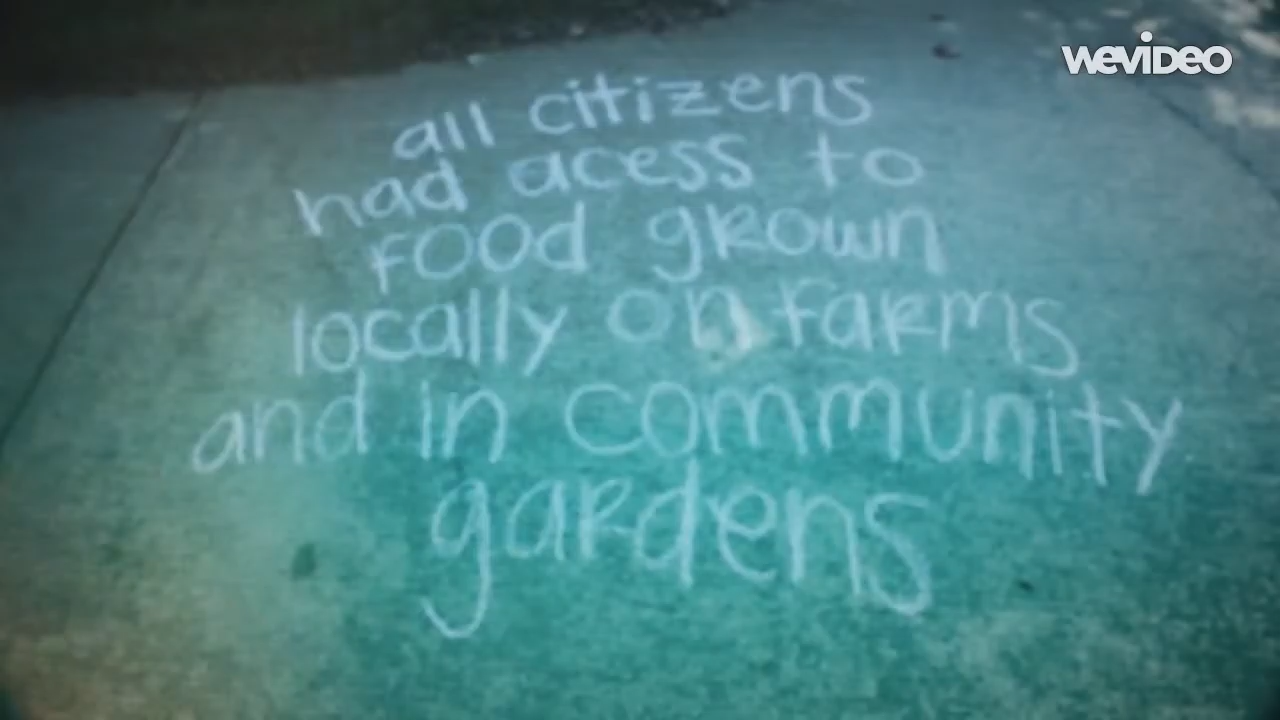 wevideo
all citizens
had acess to
food grown
locally on farms
and in community
gardens